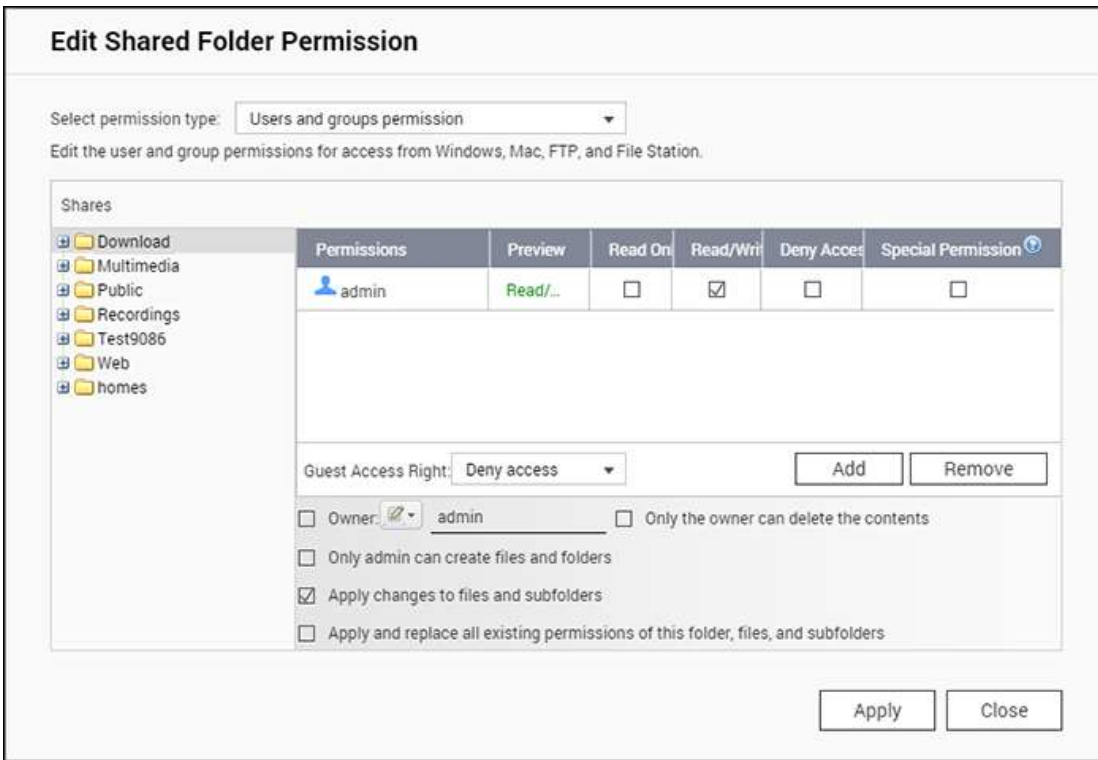 Edit Shared Folder Permission
Select permission type: Users and groups permission
Edit the user and group permissions for access from Windows, Mac, FTP, and File Station.
Shares
Download
Multimedia
Public
Recordings
Test9086
Web
homes
Permissions Preview Read On Read/Wri Deny Acces Special Permission
admin Read/...
Guest Access Right: Deny access Add Remove
Owner: admin Only the owner can delete the contents
Only admin can create files and folders
Apply changes to files and subfolders
Apply and replace all existing permissions of this folder, files, and subfolders
Apply Close